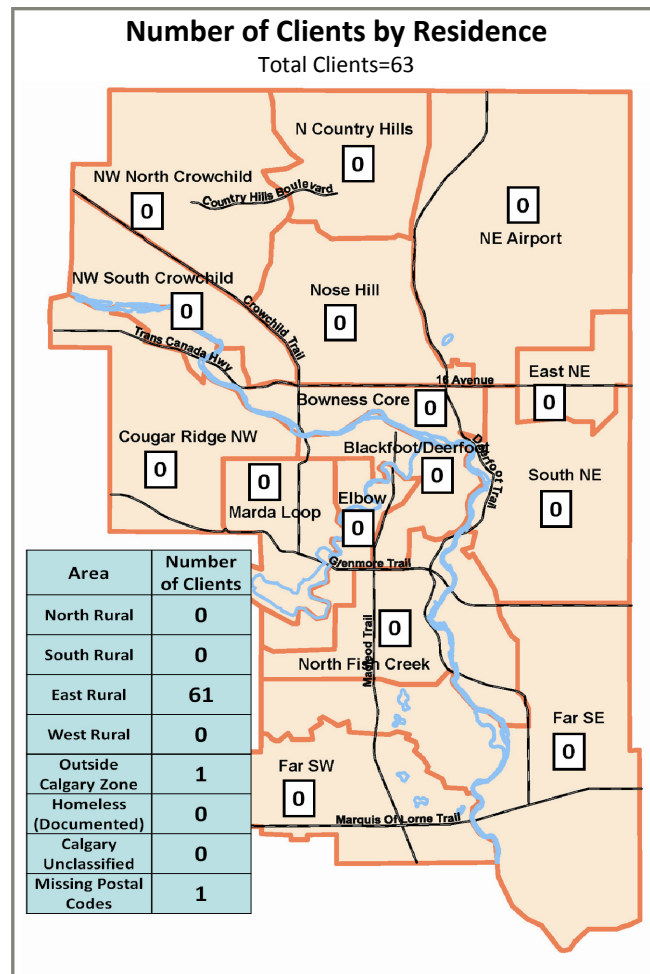 Number of Clients by Residence
Total Clients=63
N Country Hills
0
NW North Crowchild
0
Country Hills Boulevard
0
NE Airport
NW South Crowchild
0
Nose Hill
0
Crowchild Trail
Trans Canada Hwy
16 Avenue
East NE
0
Bowness Core
0
Cougar Ridge NW
0
Blackfoot/Deerfoot
0
Deerfoot Trail
South NE
0
0
Marda Loop
Elbow
0
Glenmore Trail
0
North Fish Creek
Macleod Trail
Far SE
0
Far SW
0
Marquis Of Lorne Trail
Area Number of Clients
North Rural 0
South Rural 0
East Rural 61
West Rural 0
Outside Calgary Zone 1
Homeless (Documented) 0
Calgary Unclassified 0
Missing Postal Codes 1